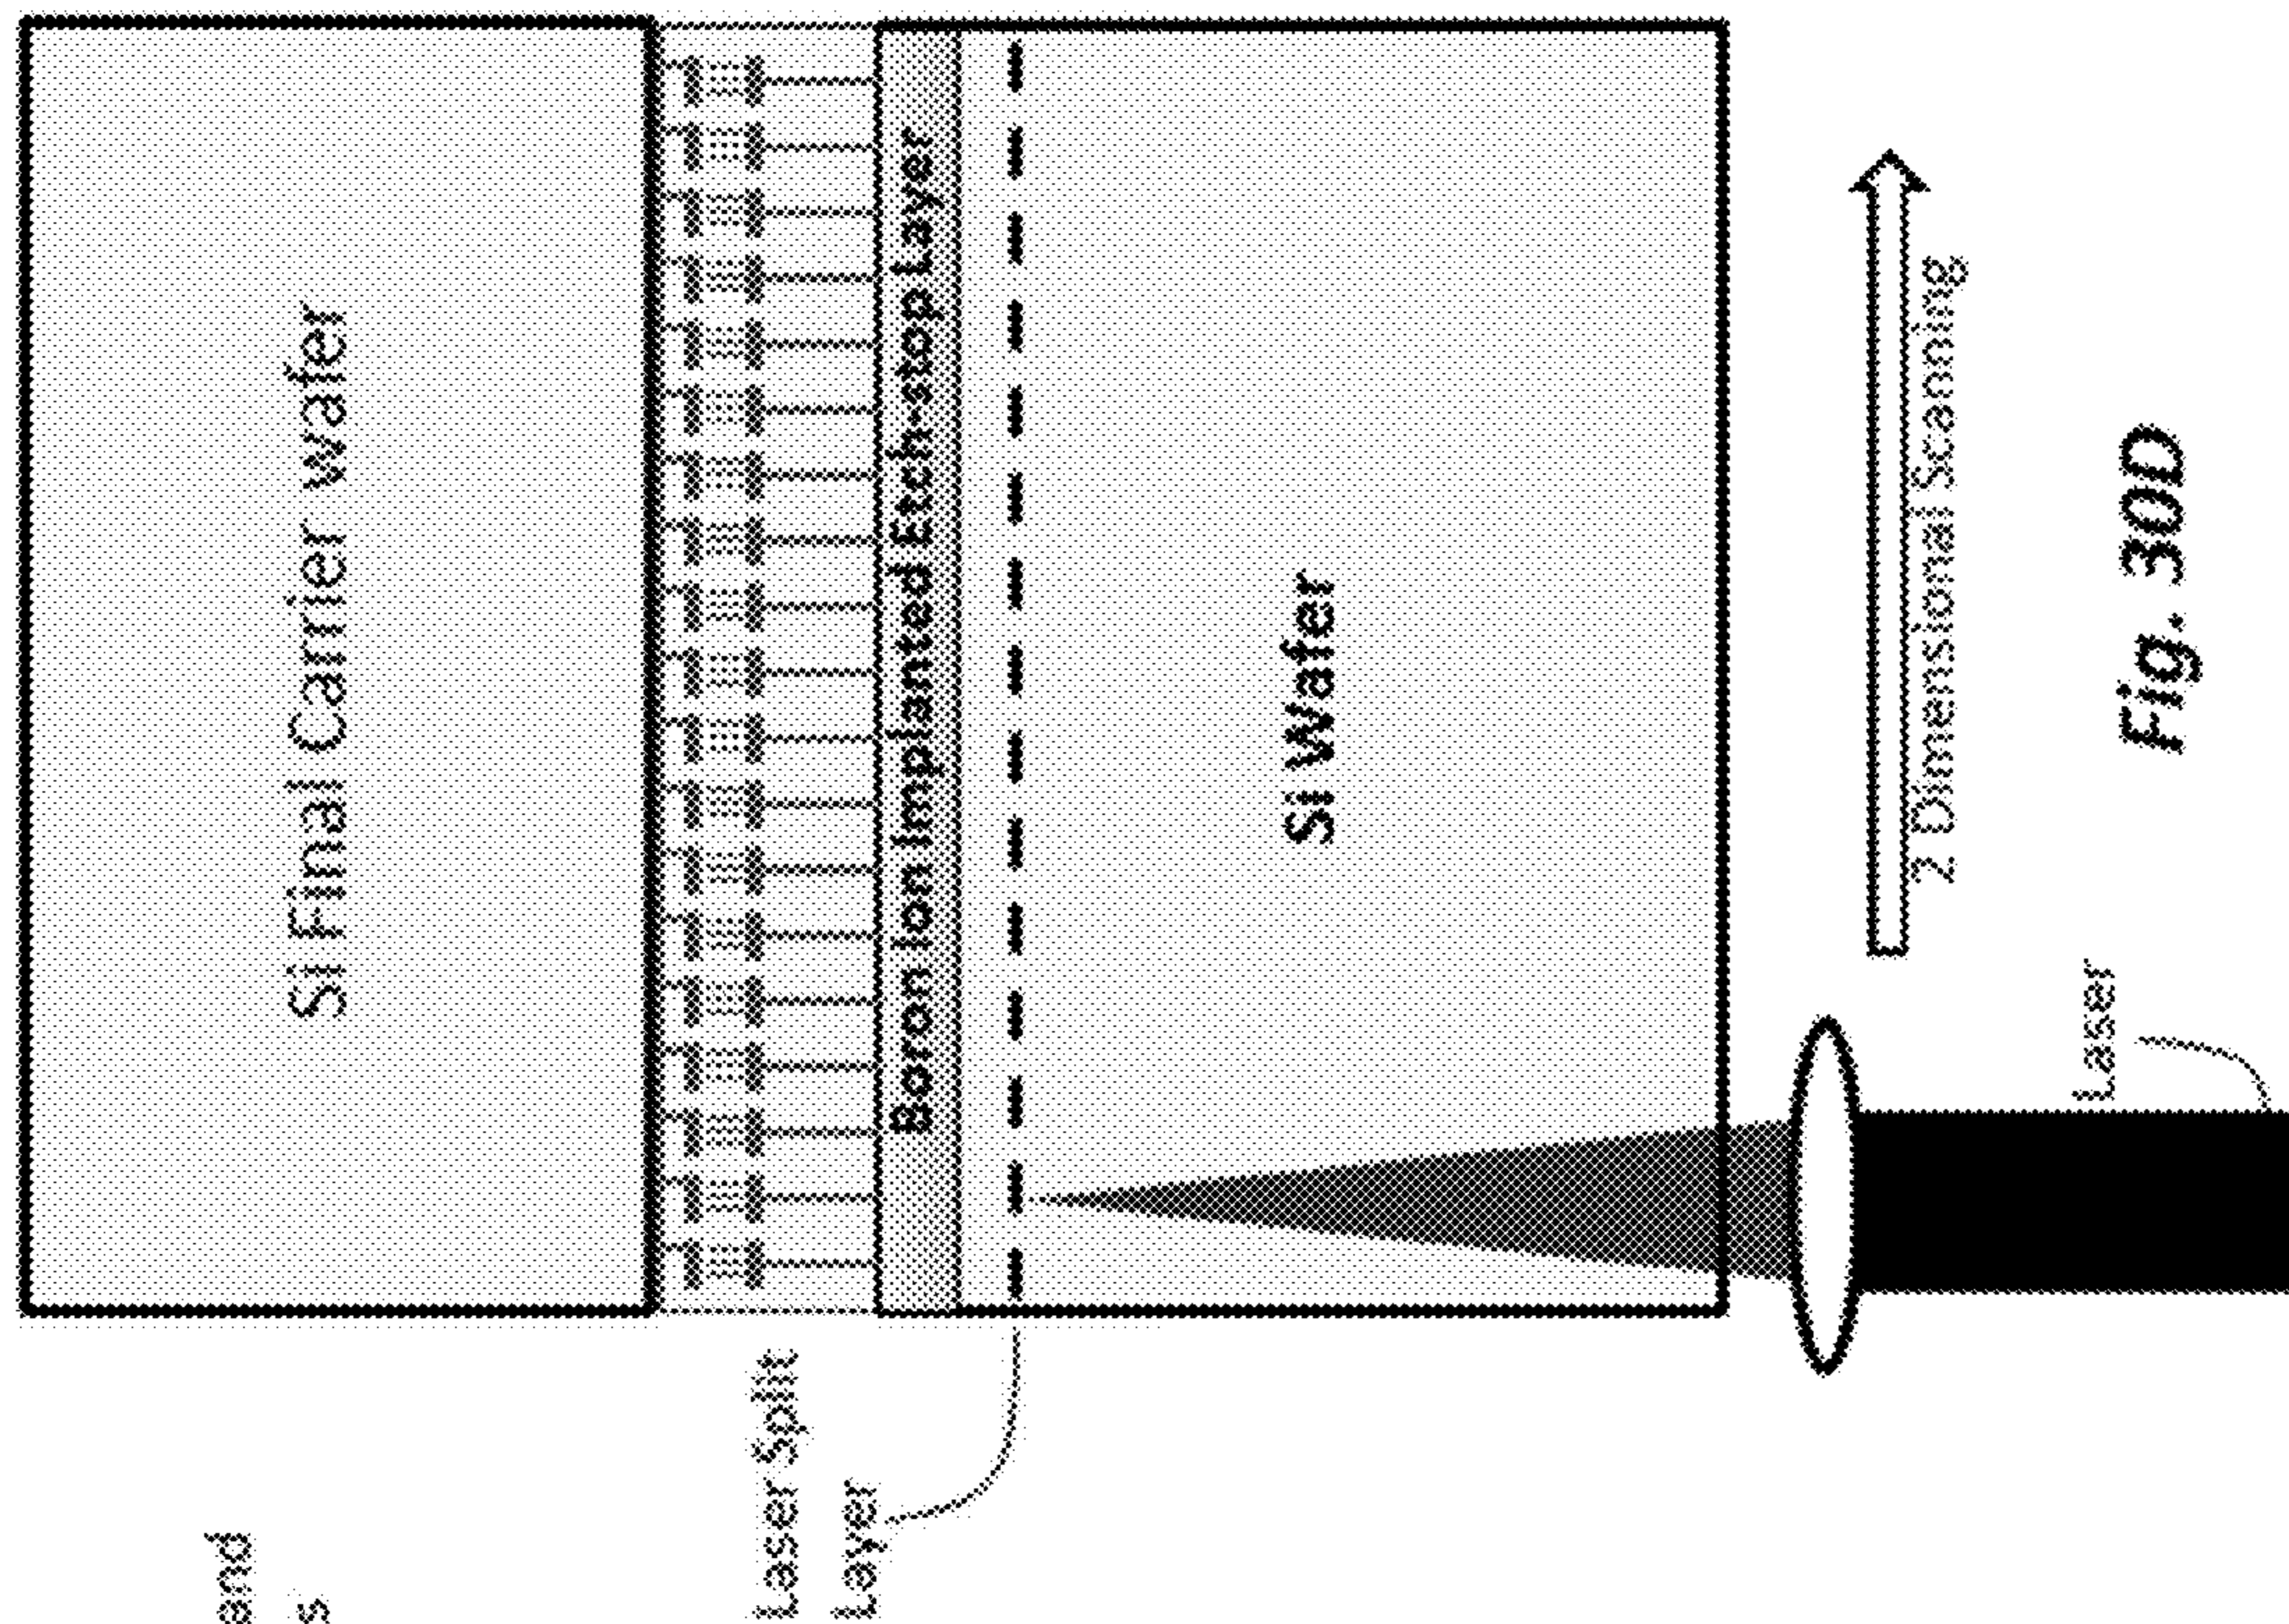 and
s
Si Final Carrier wafer
Laser Split
Layer
Boron Ion Implanted Etch-stop Layer
Si Wafer
2 Dimensional Scanning
Laser
Fig. 30D